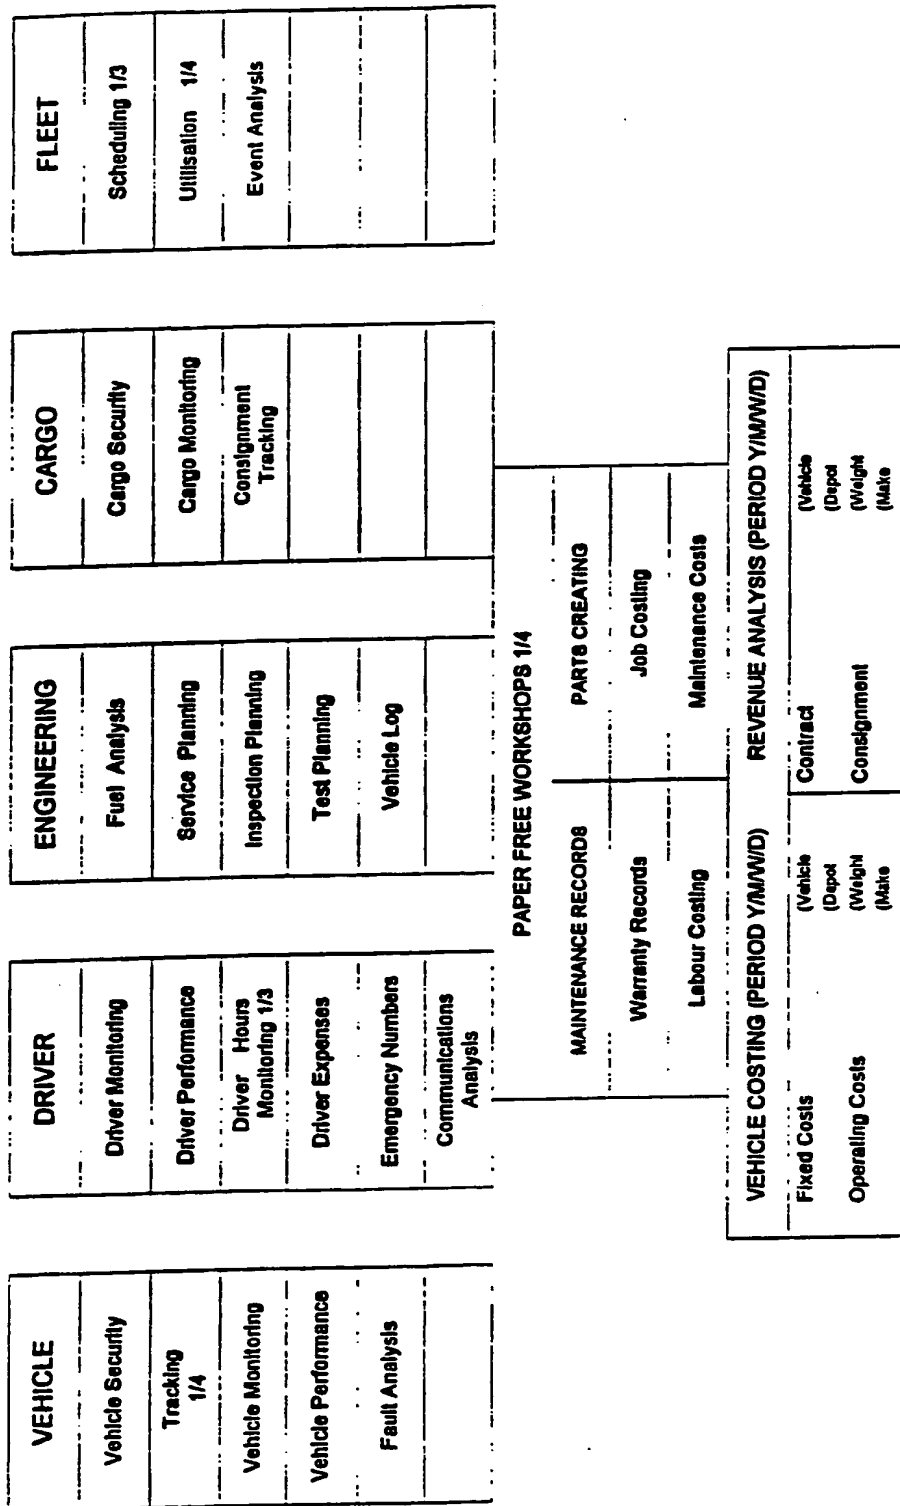 VEHICLE
Vehicle Security
Tracking
1/4
Vehicle Monitoring
Vehicle Performance
Fault Analysis
DRIVER
Driver Monitoring
Driver Performance
Driver Hours
Monitoring 1/3
Driver Expenses
Emergency Numbers
Communications
Analysis
ENGINEERING
Fuel Analysis
Service Planning
Inspection Planning
Test Planning
Vehicle Log
CARGO
Cargo Security
Cargo Monitoring
Consignment
Tracking
FLEET
Scheduling 1/3
Utilisation 1/4
Event Analysis
PAPER FREE WORKSHOPS 1/4
MAINTENANCE RECORDS
PARTS CREATING
Warranty Records
Job Costing
Labour Costing
Maintenance Costs
VEHICLE COSTING (PERIOD Y/M/W/D)
Fixed Costs
(Vehicle
(Depot
Operating Costs
(Weight
(Make
REVENUE ANALYSIS (PERIOD Y/M/W/D)
Contract
(Vehicle
(Depot
Consignment
(Weight
(Make